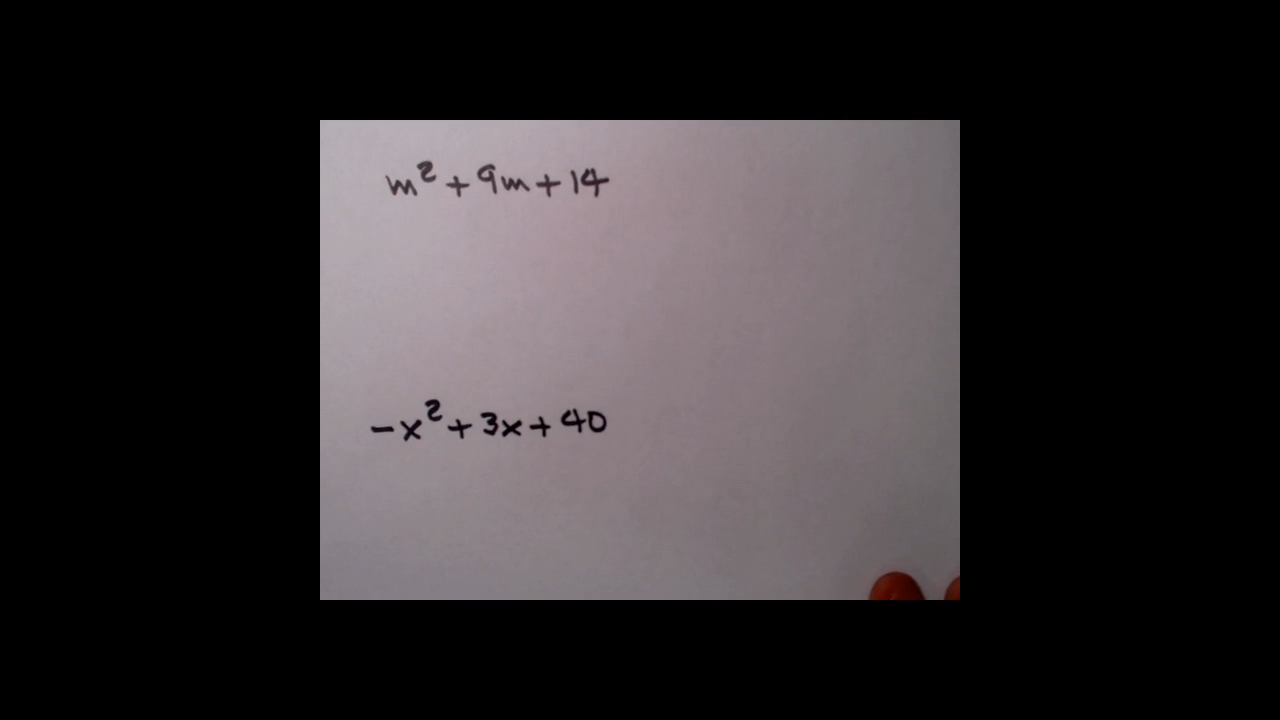 m² + 9m + 14
-x² + 3x + 40